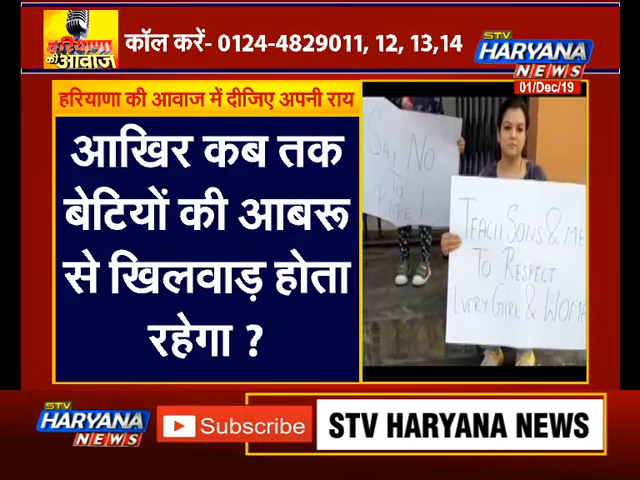 हरियाणा
की आवाज
कॉल करें- 0124-4829011, 12, 13,14
STV
HARYANA
NEWS
01/Dec/19
हरियाणा की आवाज में दीजिए अपनी राय
आखिर कब तक
बेटियों की आबरू
से खिलवाड़ होता
रहेगा ?
SAY NO
TO
RAPE !
TEACH SONS & ME
TO RESPECT
EVERY GIRL & WOMA
STV
HARYANA
NEWS
Subscribe
STV HARYANA NEWS